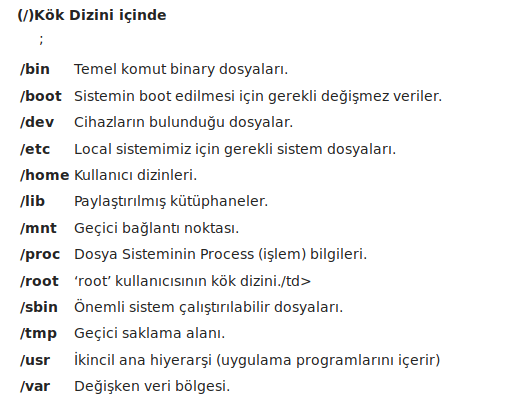 (/)Kök Dizini içinde
;
/bin Temel komut binary dosyaları.
/boot Sistemin boot edilmesi için gerekli değişmez veriler.
/dev Cihazların bulunduğu dosyalar.
/etc Local sistemimiz için gerekli sistem dosyaları.
/home Kullanıcı dizinleri.
/lib Paylaştırılmış kütüphaneler.
/mnt Geçici bağlantı noktası.
/proc Dosya Sisteminin Process (işlem) bilgileri.
/root ‘root’ kullanıcısının kök dizini./td>
/sbin Önemli sistem çalıştırılabilir dosyaları.
/tmp Geçici saklama alanı.
/usr İkincil ana hiyerarşi (uygulama programlarını içerir)
/var Değişken veri bölgesi.